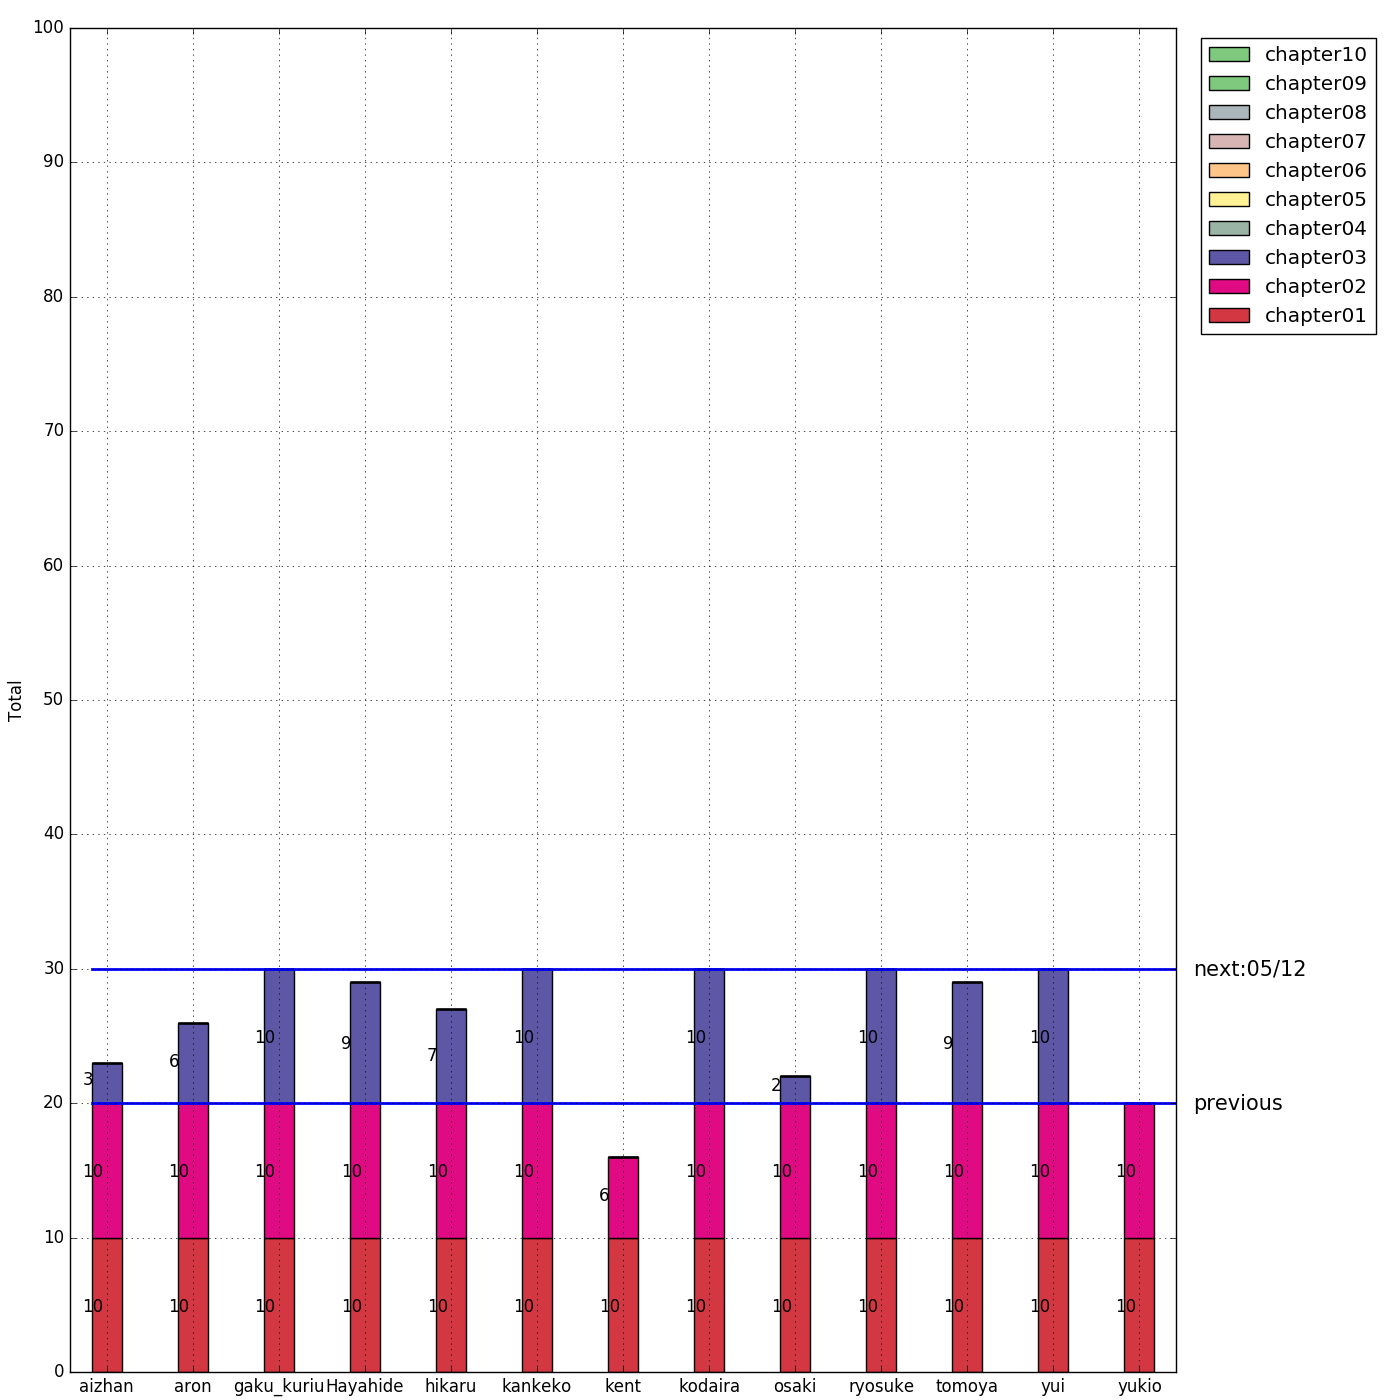 100
90
80
70
60
50
40
30
20
10
0
Total
chapter10
chapter09
chapter08
chapter07
chapter06
chapter05
chapter04
chapter03
chapter02
chapter01
next:05/12
previous
10 9 7 10 10 10 9 10
3 6 2
10 10 10 10 10 10 6 10 10 10 10 10 10
10 10 10 10 10 10 10 10 10 10 10 10 10
aizhan aron gaku_kuriu Hayahide hikaru kankeko kent kodaira osaki ryosuke tomoya yui yukio